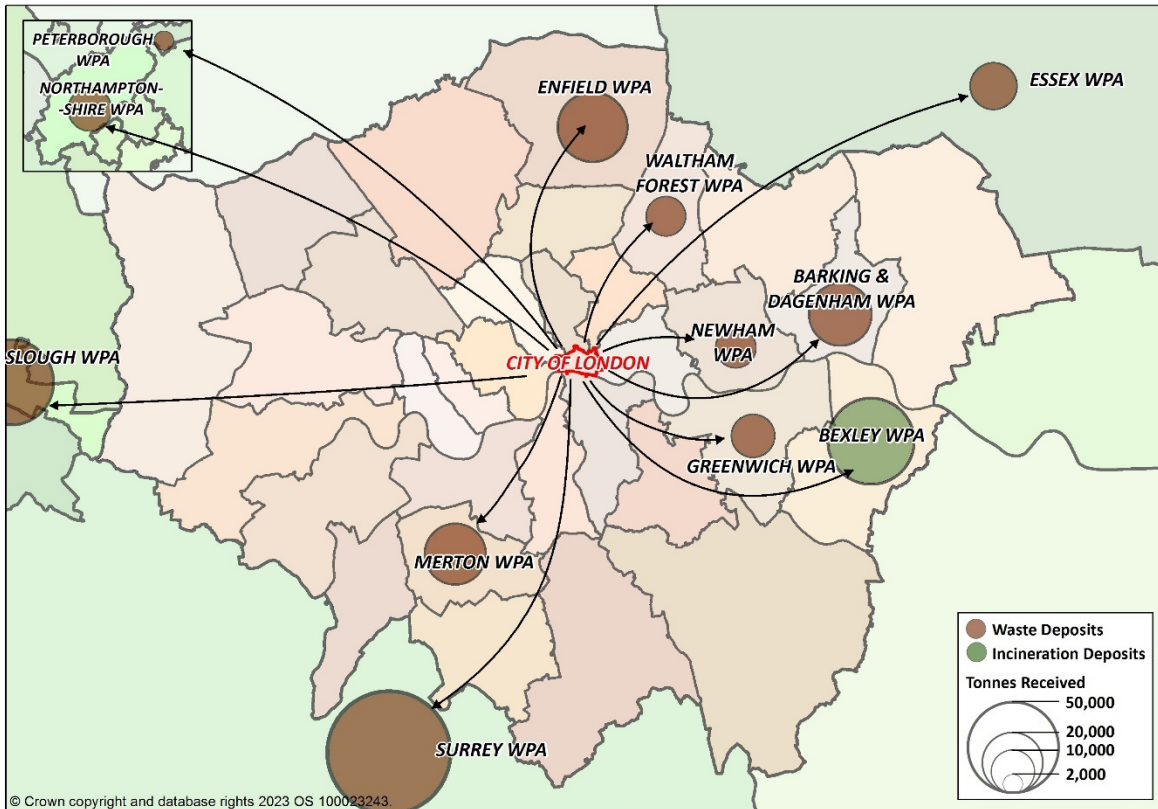 PETERBOROUGH
WPA
NORTHAMPTON-
-SHIRE WPA
ENFIELD WPA
ESSEX WPA
WALTHAM
FOREST WPA
BARKING &
DAGENHAM WPA
NEWHAM
WPA
SLOUGH WPA
CITY OF LONDON
BEXLEY WPA
GREENWICH WPA
MERTON WPA
SURREY WPA
Waste Deposits
Incineration Deposits
Tonnes Received
50,000
20,000
10,000
2,000
© Crown copyright and database rights 2023 OS 100023243.